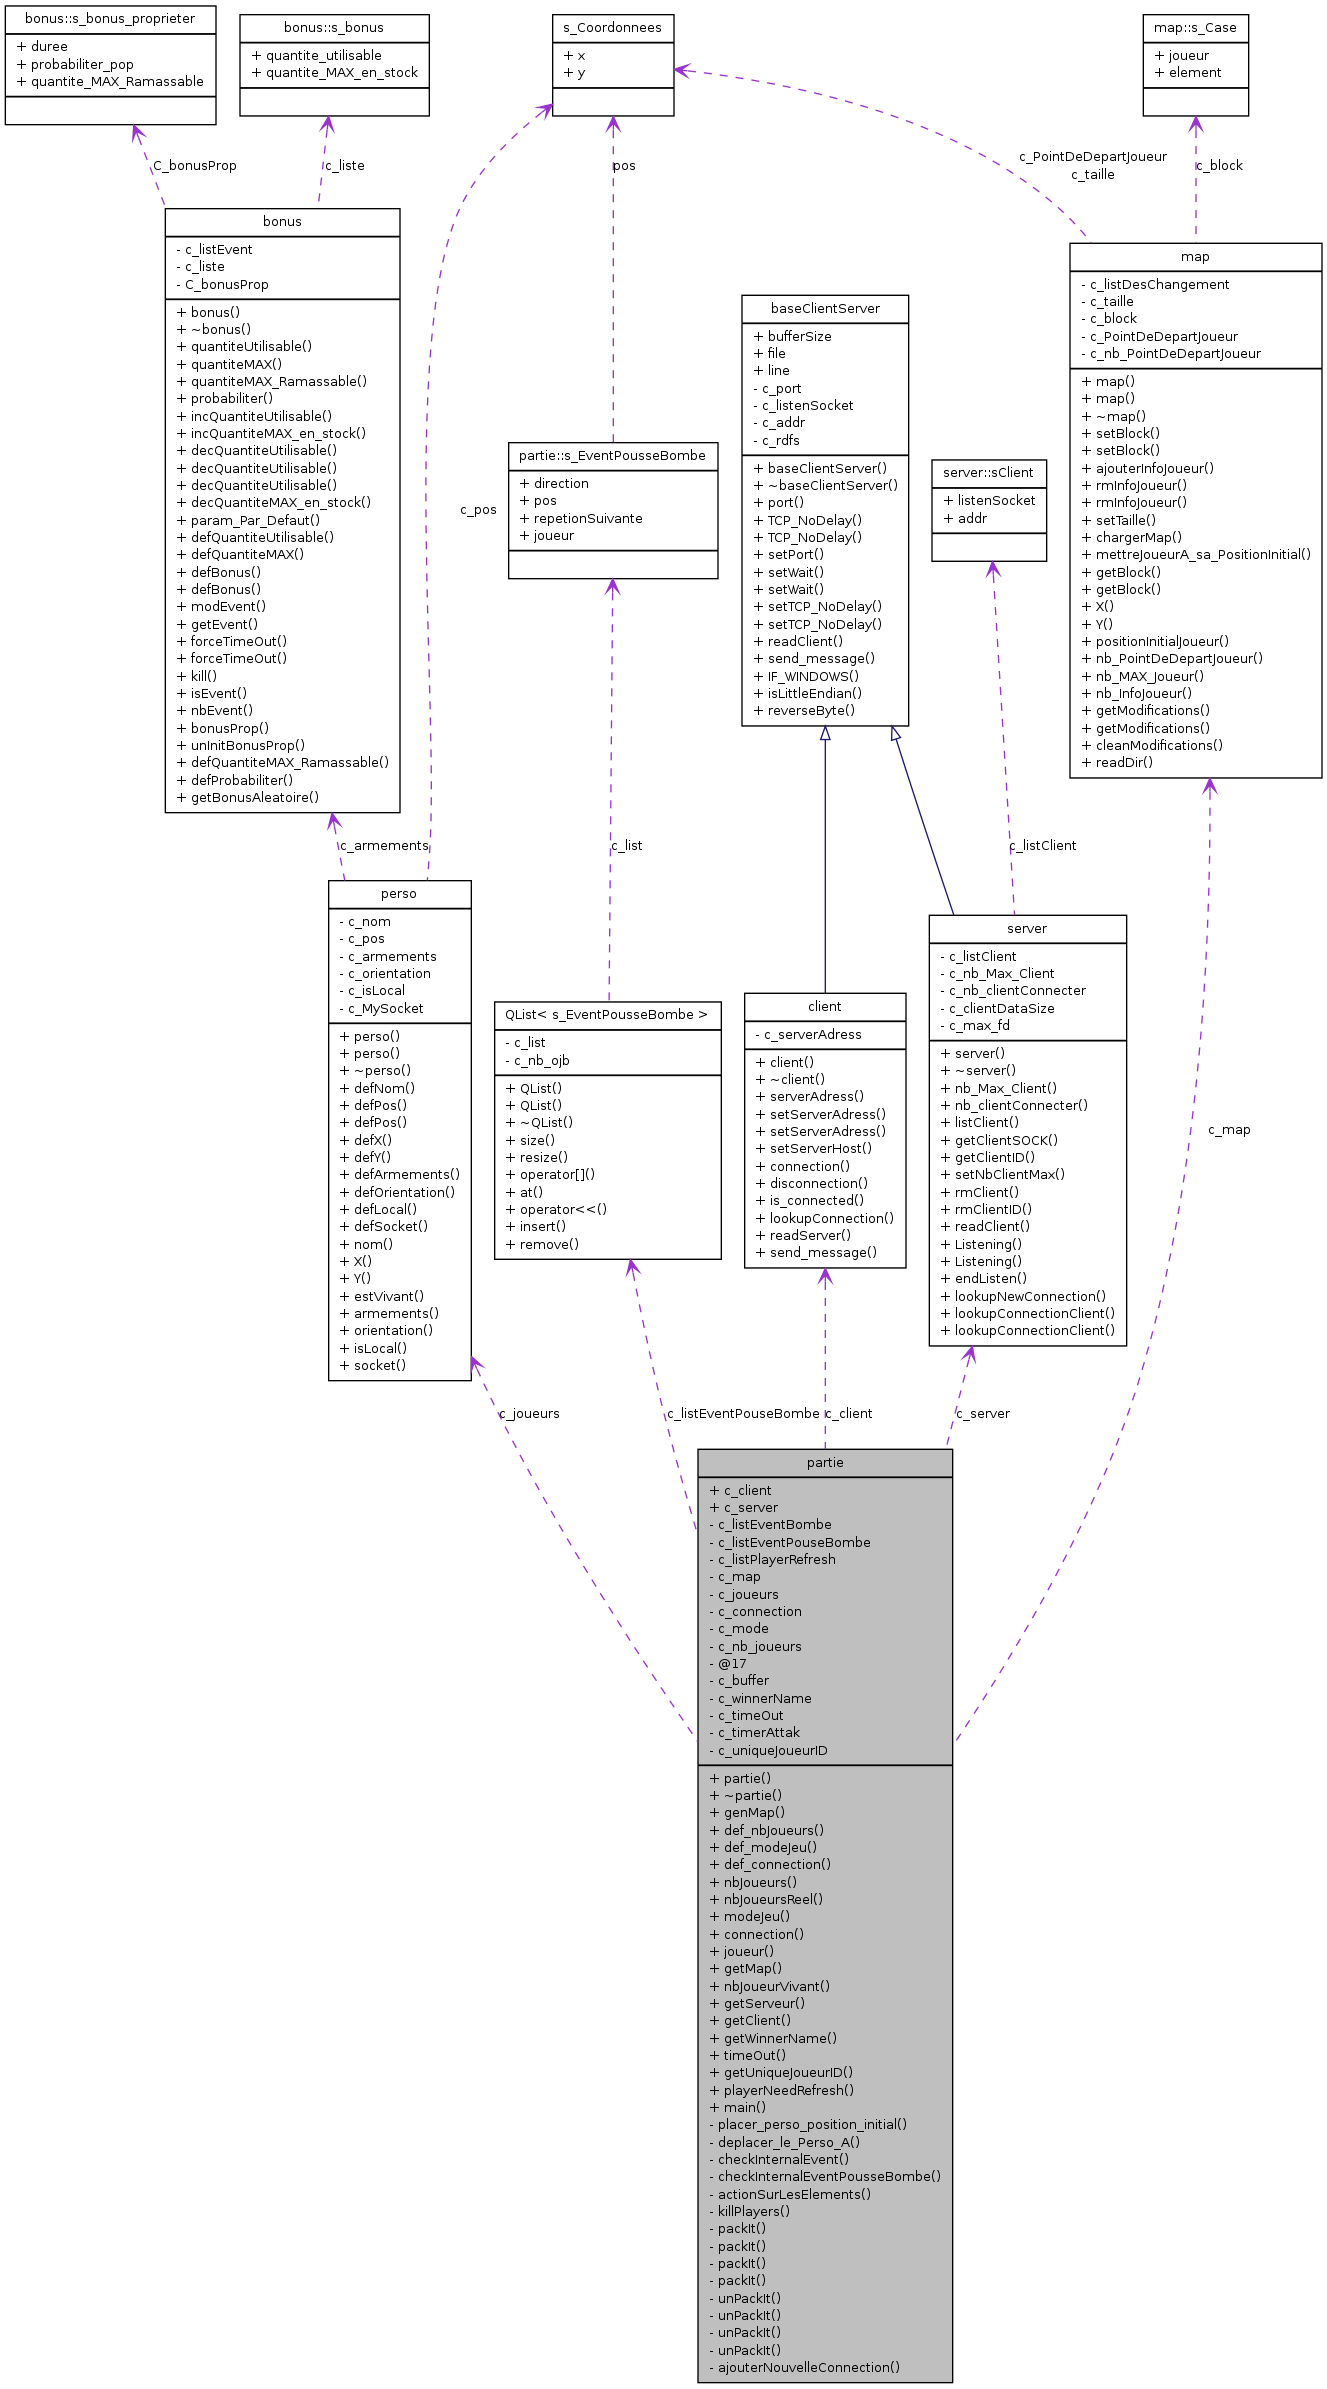 bonus::s_bonus_proprieter
+ duree
+ probabiliter_pop
+ quantite_MAX_Ramassable
bonus::s_bonus
+ quantite_utilisable
+ quantite_MAX_en_stock
s_Coordonnees
+ x
+ y
map::s_Case
+ joueur
+ element
C_bonusProp
c_liste
pos
c_PointDeDepartJoueur
c_taille
c_block
bonus
- c_listEvent
- c_liste
- C_bonusProp
+ bonus()
+ ~bonus()
+ quantiteUtilisable()
+ quantiteMAX()
+ quantiteMAX_Ramassable()
+ probabiliter()
+ incQuantiteUtilisable()
+ incQuantiteMAX_en_stock()
+ decQuantiteUtilisable()
+ decQuantiteUtilisable()
+ decQuantiteUtilisable()
+ decQuantiteMAX_en_stock()
+ param_Par_Defaut()
+ defQuantiteUtilisable()
+ defQuantiteMAX()
+ defBonus()
+ defBonus()
+ modEvent()
+ getEvent()
+ forceTimeOut()
+ forceTimeOut()
+ kill()
+ isEvent()
+ nbEvent()
+ bonusProp()
+ unInitBonusProp()
+ defQuantiteMAX_Ramassable()
+ defProbabiliter()
+ getBonusAleatoire()
map
- c_listDesChangement
- c_taille
- c_block
- c_PointDeDepartJoueur
- c_nb_PointDeDepartJoueur
+ map()
+ map()
+ ~map()
+ setBlock()
+ setBlock()
+ ajouterInfoJoueur()
+ rmInfoJoueur()
+ rmInfoJoueur()
+ setTaille()
+ chargerMap()
+ mettreJoueurA_sa_PositionInitial()
+ getBlock()
+ getBlock()
+ X()
+ Y()
+ positionInitialJoueur()
+ nb_PointDeDepartJoueur()
+ nb_MAX_Joueur()
+ nb_InfoJoueur()
+ getModifications()
+ getModifications()
+ cleanModifications()
+ readDir()
baseClientServer
+ bufferSize
+ file
+ line
- c_port
- c_listenSocket
- c_addr
- c_rdfs
+ baseClientServer()
+ ~baseClientServer()
+ port()
+ TCP_NoDelay()
+ TCP_NoDelay()
+ setPort()
+ setWait()
+ setWait()
+ setTCP_NoDelay()
+ setTCP_NoDelay()
+ readClient()
+ send_message()
+ IF_WINDOWS()
+ isLittleEndian()
+ reverseByte()
partie::s_EventPousseBombe
+ direction
+ pos
+ repetionSuivante
+ joueur
server::sClient
+ listenSocket
+ addr
c_pos
c_armements
c_list
c_listClient
perso
- c_nom
- c_pos
- c_armements
- c_orientation
- c_isLocal
- c_MySocket
+ perso()
+ perso()
+ ~perso()
+ defNom()
+ defPos()
+ defPos()
+ defX()
+ defY()
+ defArmements()
+ defOrientation()
+ defLocal()
+ defSocket()
+ nom()
+ X()
+ Y()
+ estVivant()
+ armements()
+ orientation()
+ isLocal()
+ socket()
QList< s_EventPousseBombe >
- c_list
- c_nb_ojb
+ QList()
+ QList()
+ ~QList()
+ size()
+ resize()
+ operator[]()
+ at()
+ operator<<()
+ insert()
+ remove()
client
- c_serverAdress
+ client()
+ ~client()
+ serverAdress()
+ setServerAdress()
+ setServerAdress()
+ setServerHost()
+ connection()
+ disconnection()
+ is_connected()
+ lookupConnection()
+ readServer()
+ send_message()
server
- c_listClient
- c_nb_Max_Client
- c_nb_clientConnecter
- c_clientDataSize
- c_max_fd
+ server()
+ ~server()
+ nb_Max_Client()
+ nb_clientConnecter()
+ listClient()
+ getClientSOCK()
+ getClientID()
+ setNbClientMax()
+ rmClient()
+ rmClientID()
+ readClient()
+ Listening()
+ Listening()
+ endListen()
+ lookupNewConnection()
+ lookupConnectionClient()
+ lookupConnectionClient()
c_map
c_joueurs
c_listEventPouseBombe
c_client
c_server
partie
+ c_client
+ c_server
- c_listEventBombe
- c_listEventPouseBombe
- c_listPlayerRefresh
- c_map
- c_joueurs
- c_connection
- c_mode
- c_nb_joueurs
- @17
- c_buffer
- c_winnerName
- c_timeOut
- c_timerAttak
- c_uniqueJoueurID
+ partie()
+ ~partie()
+ genMap()
+ def_nbJoueurs()
+ def_modeJeu()
+ def_connection()
+ nbJoueurs()
+ nbJoueursReel()
+ modeJeu()
+ connection()
+ joueur()
+ getMap()
+ nbJoueurVivant()
+ getServeur()
+ getClient()
+ getWinnerName()
+ timeOut()
+ getUniqueJoueurID()
+ playerNeedRefresh()
+ main()
- placer_perso_position_initial()
- deplacer_le_Perso_A()
- checkInternalEvent()
- checkInternalEventPousseBombe()
- actionSurLesElements()
- killPlayers()
- packIt()
- packIt()
- packIt()
- packIt()
- unPackIt()
- unPackIt()
- unPackIt()
- unPackIt()
- ajouterNouvelleConnection()